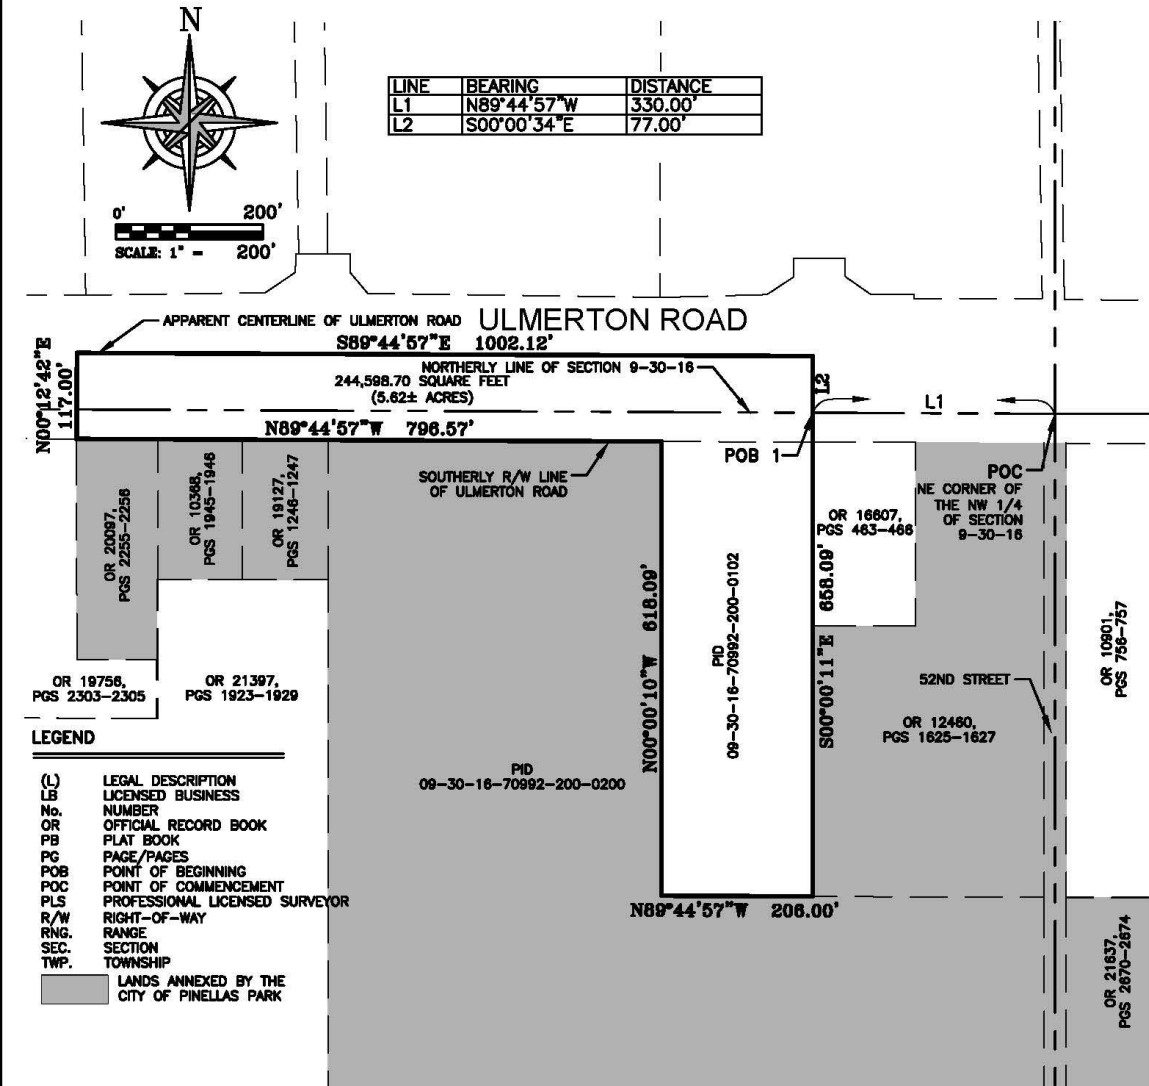 N
LINE BEARING DISTANCE
L1 N89°44'57"W 330.00'
L2 S00°00'34"E 77.00'
0' 200'
SCALE: 1" = 200'
APPARENT CENTERLINE OF ULMERTON ROAD
ULMERTON ROAD
S89°44'57"E 1002.12'
N00°12'42"E
117.00'
NORTHERLY LINE OF SECTION 9-30-16
244,598.70 SQUARE FEET
(5.62± ACRES)
L2
L1
N89°44'57"W 796.57'
POB 1
SOUTHERLY R/W LINE
OF ULMERTON ROAD
POC
NE CORNER OF
THE NW 1/4
OF SECTION
9-30-16
OR 20097,
PGS 2255-2256
OR 10368,
PGS 1945-1946
OR 19127,
PGS 1246-1247
OR 16607,
PGS 463-466
N00°00'10"W 618.09'
PID
09-30-16-70992-200-0102
S00°00'11"E 658.09'
OR 10901,
PGS 756-757
OR 19756,
PGS 2303-2305
OR 21397,
PGS 1923-1929
52ND STREET
OR 12460,
PGS 1625-1627
PID
09-30-16-70992-200-0200
N89°44'57"W 206.00'
OR 21637,
PGS 2670-2674
LEGEND
(L) LEGAL DESCRIPTION
LB LICENSED BUSINESS
No. NUMBER
OR OFFICIAL RECORD BOOK
PB PLAT BOOK
PG PAGE/PAGES
POB POINT OF BEGINNING
POC POINT OF COMMENCEMENT
PLS PROFESSIONAL LICENSED SURVEYOR
R/W RIGHT-OF-WAY
RNG. RANGE
SEC. SECTION
TWP. TOWNSHIP
LANDS ANNEXED BY THE
CITY OF PINELLAS PARK